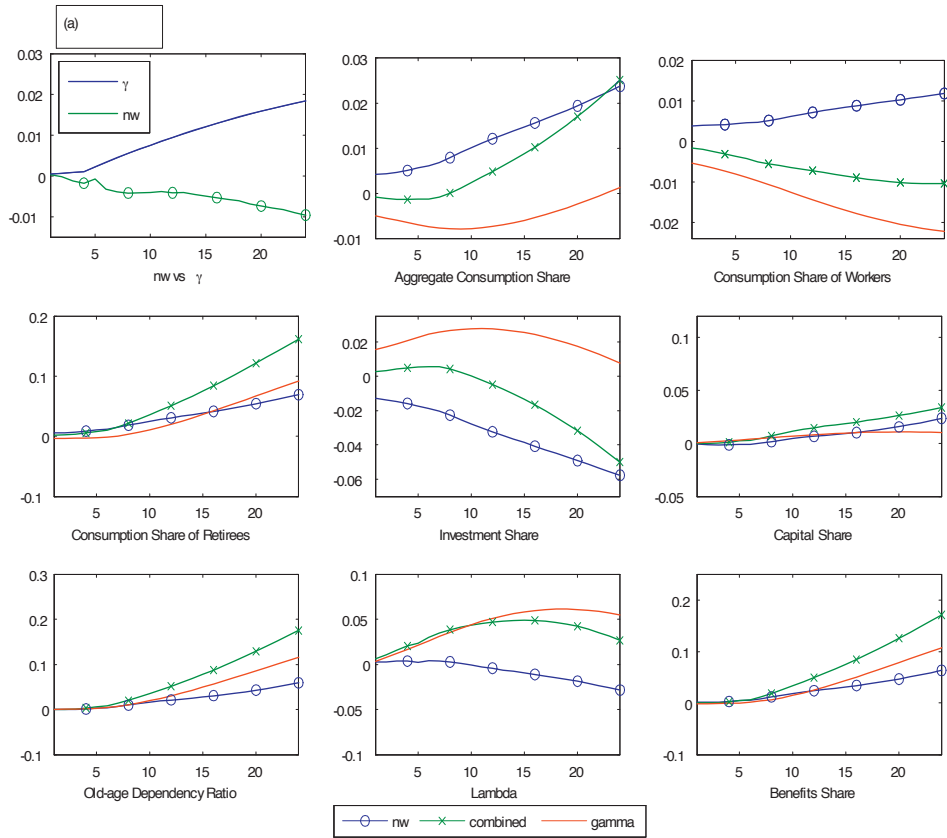 (a)
0.03
0.02
0.01
0
-0.01
γ
nw
5 10 15 20
nw vs γ
0.03
0.02
0.01
0
-0.01
5 10 15 20
Aggregate Consumption Share
0.02
0.01
0
-0.01
-0.02
5 10 15 20
Consumption Share of Workers
0.2
0.1
0
-0.1
5 10 15 20
Consumption Share of Retirees
0.02
0
-0.02
-0.04
-0.06
5 10 15 20
Investment Share
0.1
0.05
0
-0.05
5 10 15 20
Capital Share
0.3
0.2
0.1
0
-0.1
5 10 15 20
Old-age Dependency Ratio
0.1
0.05
0
-0.05
-0.1
5 10 15 20
Lambda
0.2
0.1
0
-0.1
5 10 15 20
Benefits Share
nw combined gamma